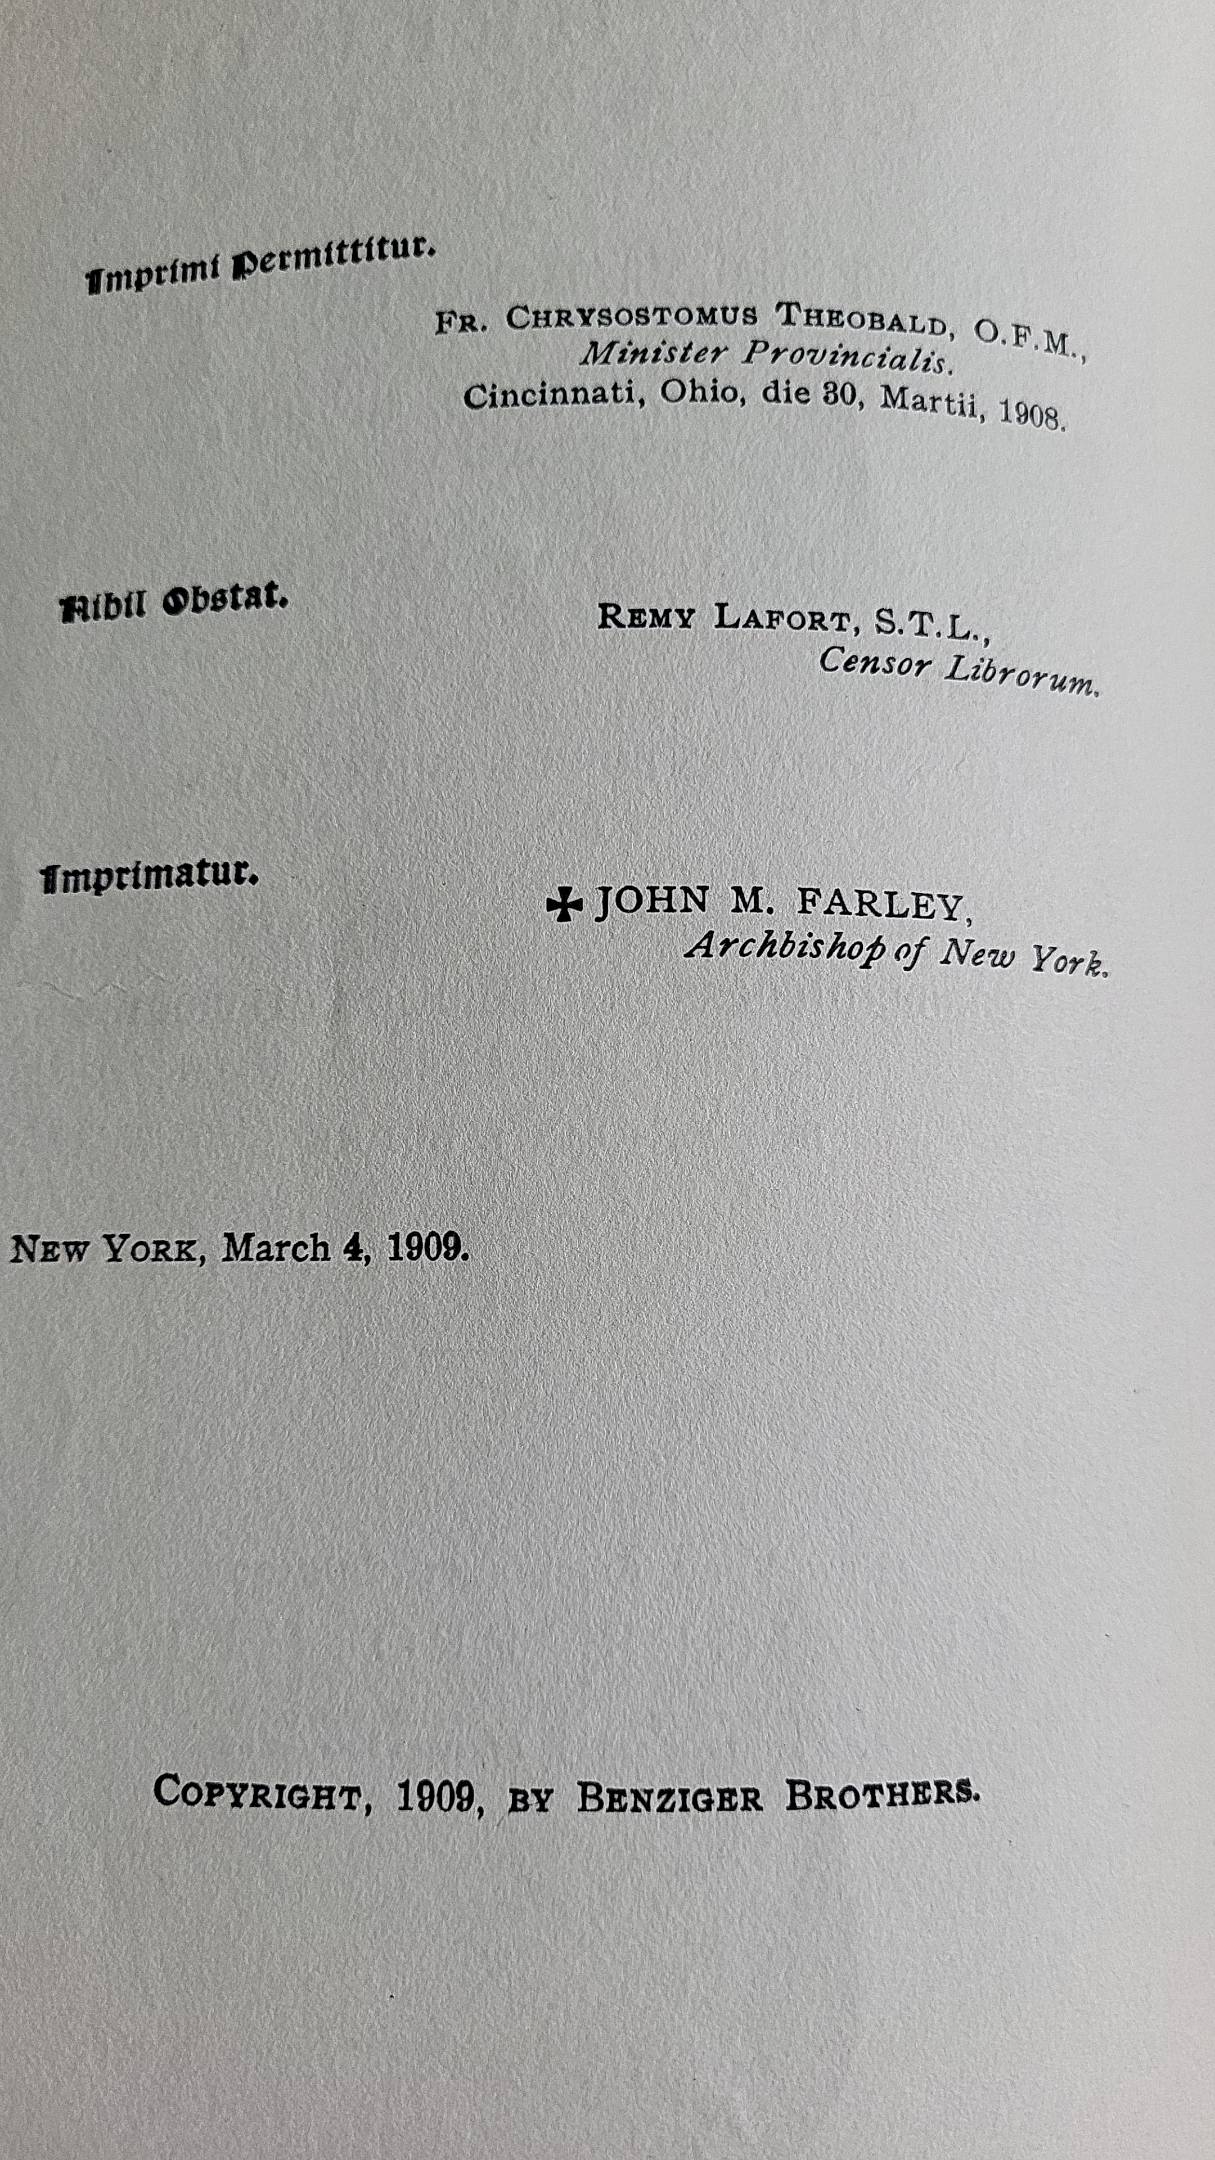 Imprimi Permittitur.
Fr. Chrysostomus Theobald, O.F.M.,
Minister Provincialis.
Cincinnati, Ohio, die 30, Martii, 1908.
Nihil Obstat.
Remy Lafort, S.T.L.,
Censor Librorum.
Imprimatur.
✠ JOHN M. FARLEY,
Archbishop of New York.
New York, March 4, 1909.
Copyright, 1909, by Benziger Brothers.